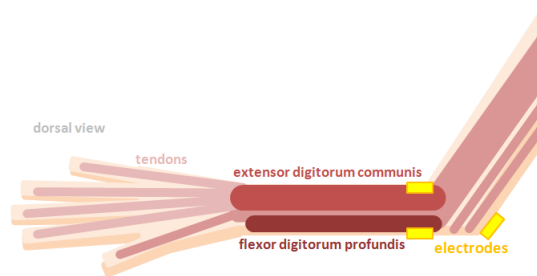 dorsal view
tendons
extensor digitorum communis
flexor digitorum profundis
electrodes